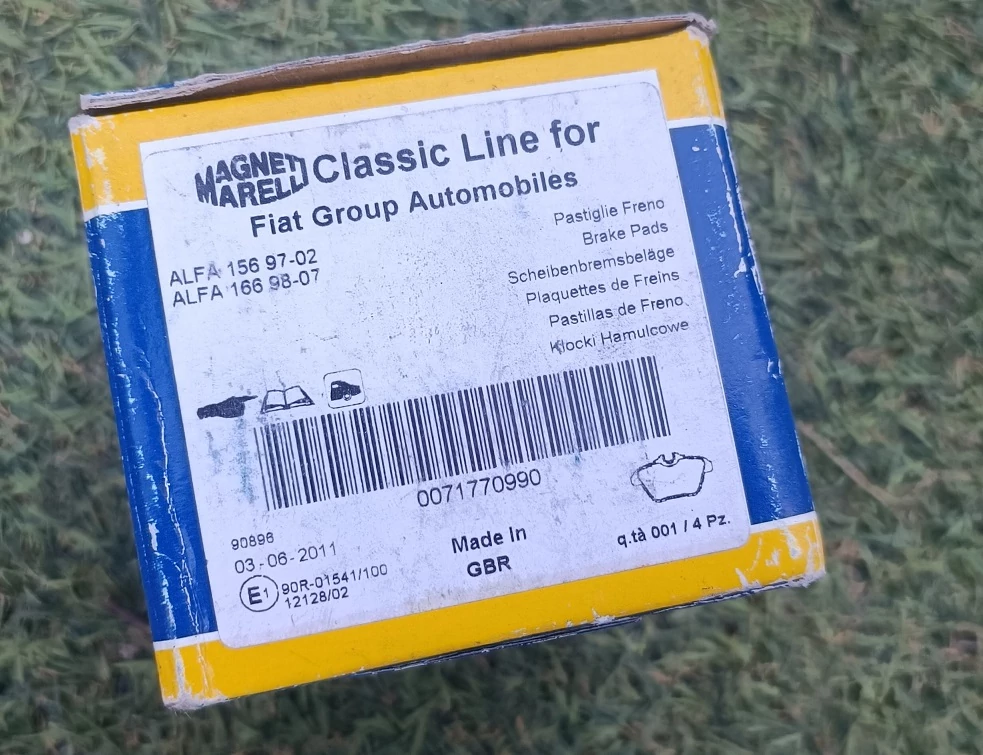 MAGNETI MARELLI Classic Line for
Fiat Group Automobiles
ALFA 156 97-02
ALFA 166 98-07
Pastiglie Freno
Brake Pads
Scheibenbremsbeläge
Plaquettes de Freins
Pastillas de Freno
Klocki Hamulcowe
0071770990
90898
03-06-2011
E1 90R-01541/100
12128/02
Made In
GBR
q.tà 001 / 4 Pz.